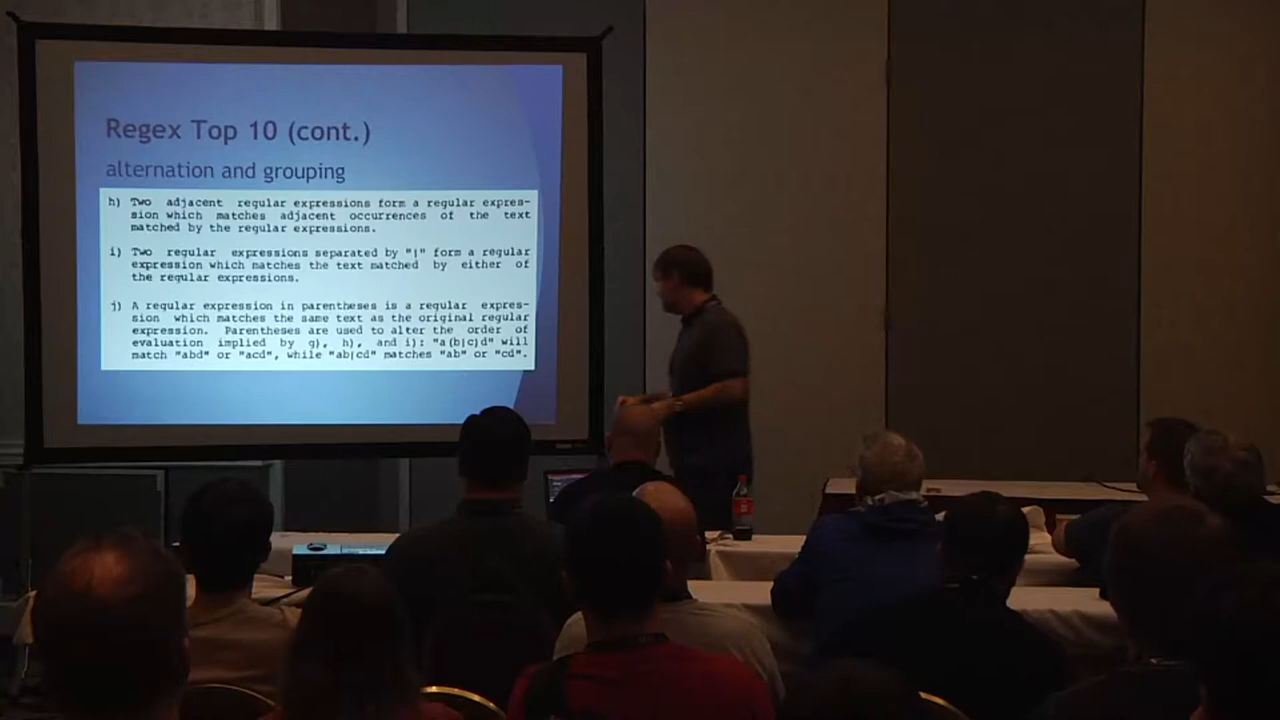 Regex Top 10 (cont.)
alternation and grouping
h) Two adjacent regular expressions form a regular expres-
sion which matches adjacent occurrences of the text
matched by the regular expressions.
i) Two regular expressions separated by "|" form a regular
expression which matches the text matched by either of
the regular expressions.
j) A regular expression in parentheses is a regular expres-
sion which matches the same text as the original regular
expression. Parentheses are used to alter the order of
evaluation implied by g), h), and i): "a(b|c)d" will
match "abd" or "acd", while "ab|cd" matches "ab" or "cd".